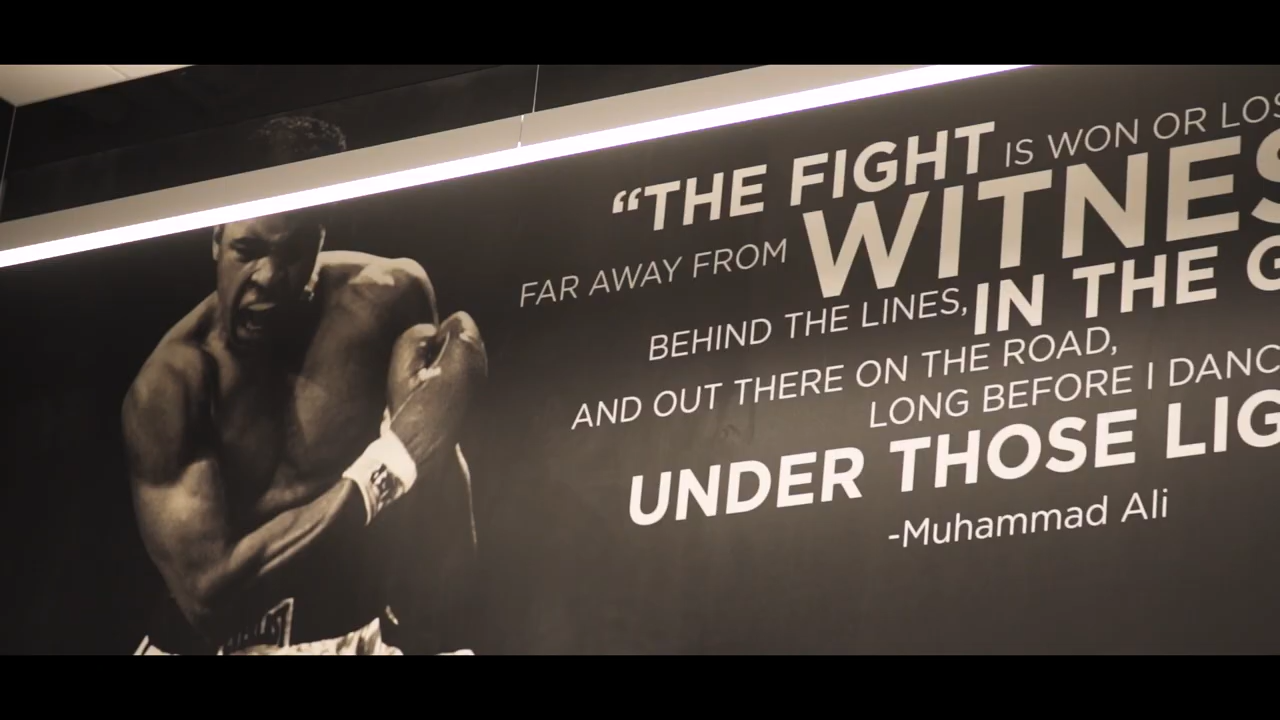 “THE FIGHT IS WON OR LOS
FAR AWAY FROM WITNES
BEHIND THE LINES, IN THE G
AND OUT THERE ON THE ROAD,
LONG BEFORE I DANC
UNDER THOSE LIG
-Muhammad Ali